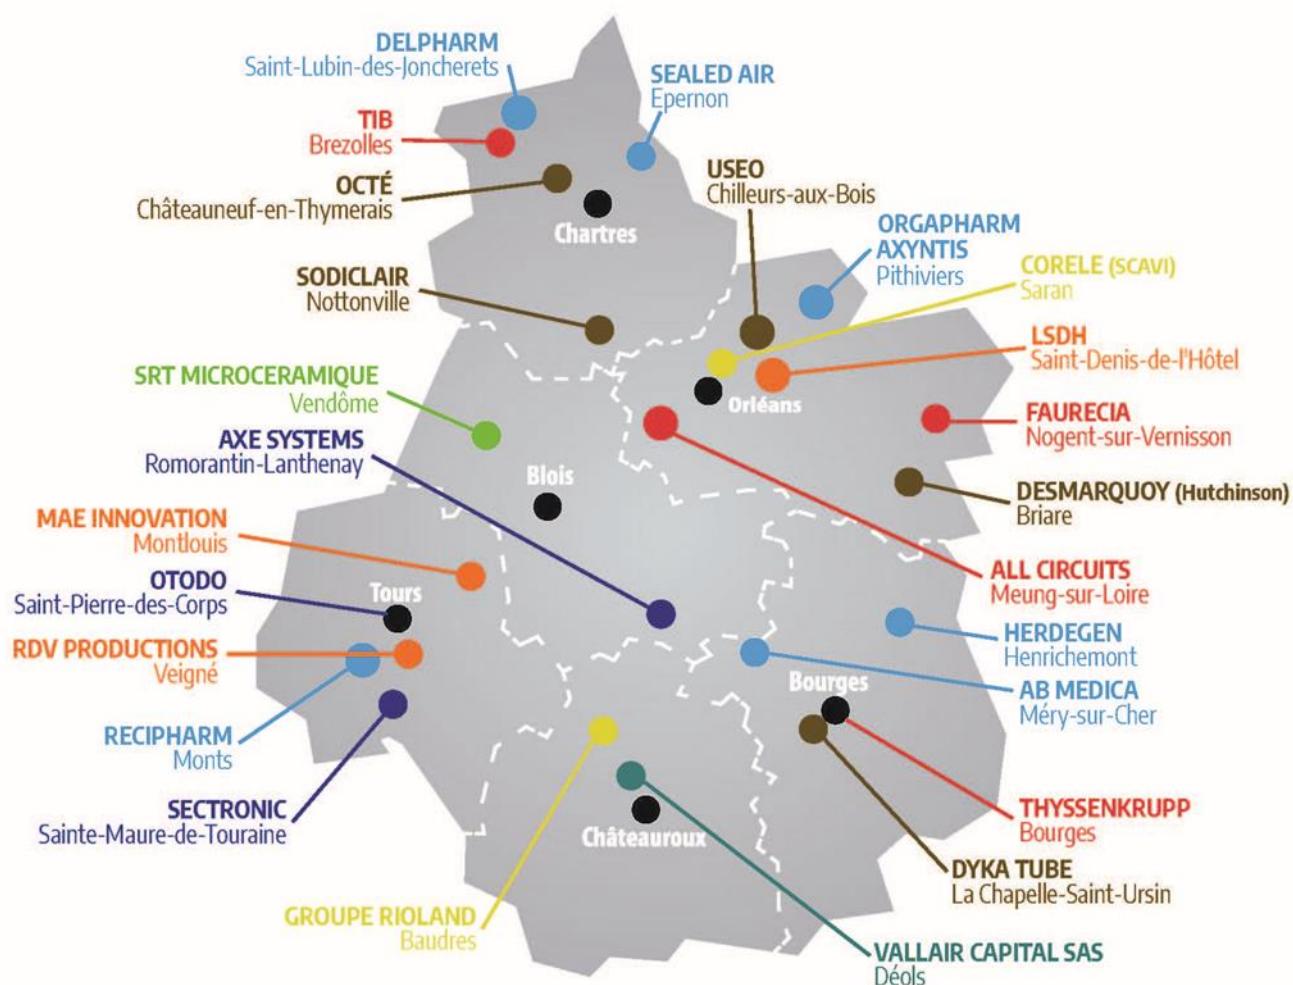 DELPHARM
Saint-Lubin-des-Joncherets
SEALED AIR
Epernon
TIB
Brezolles
USEO
Chilleurs-aux-Bois
OCTÉ
Châteauneuf-en-Thymerais
ORGAPHARM
AXYNTIS
Pithiviers
Chartres
CORELE (SCAVI)
Saran
SODICLAIR
Nottonville
LSDH
Saint-Denis-de-l'Hôtel
SRT MICROCERAMIQUE
Vendôme
Orléans
FAURECIA
Nogent-sur-Vernisson
AXE SYSTEMS
Romorantin-Lanthenay
Blois
DESMARQUOY (Hutchinson)
Briare
MAE INNOVATION
Montlouis
ALL CIRCUITS
Meung-sur-Loire
OTODO
Saint-Pierre-des-Corps
Tours
HERDEGEN
Henrichemont
RDV PRODUCTIONS
Veigné
Bourges
AB MEDICA
Méry-sur-Cher
RECIPHARM
Monts
SECTRONIC
Sainte-Maure-de-Touraine
Châteauroux
THYSSENKRUPP
Bourges
DYKA TUBE
La Chapelle-Saint-Ursin
GROUPE RIOLAND
Baudres
VALLAIR CAPITAL SAS
Déols